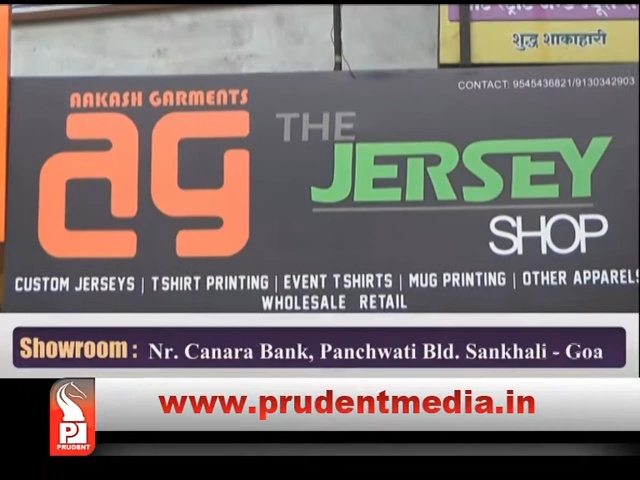 शुद्ध शाकाहारी
CONTACT: 9545436821/9130342903
AAKASH GARMENTS
ag
THE
JERSEY
SHOP
CUSTOM JERSEYS | TSHIRT PRINTING | EVENT TSHIRTS | MUG PRINTING | OTHER APPARELS
WHOLESALE RETAIL
Showroom : Nr. Canara Bank, Panchwati Bld. Sankhali - Goa
www.prudentmedia.in
PRUDENT